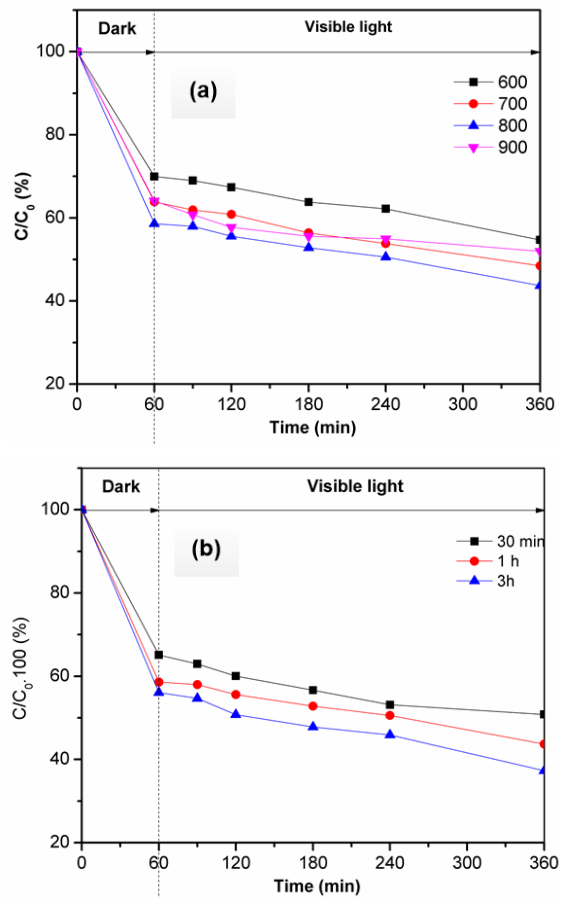 Dark Visible light
100
(a)
600
700
800
900
80
60
40
20
C/C₀ (%)
0 60 120 180 240 300 360
Time (min)
Dark Visible light
100
(b)
30 min
1 h
3h
80
60
40
20
C/C₀·100 (%)
0 60 120 180 240 300 360
Time (min)